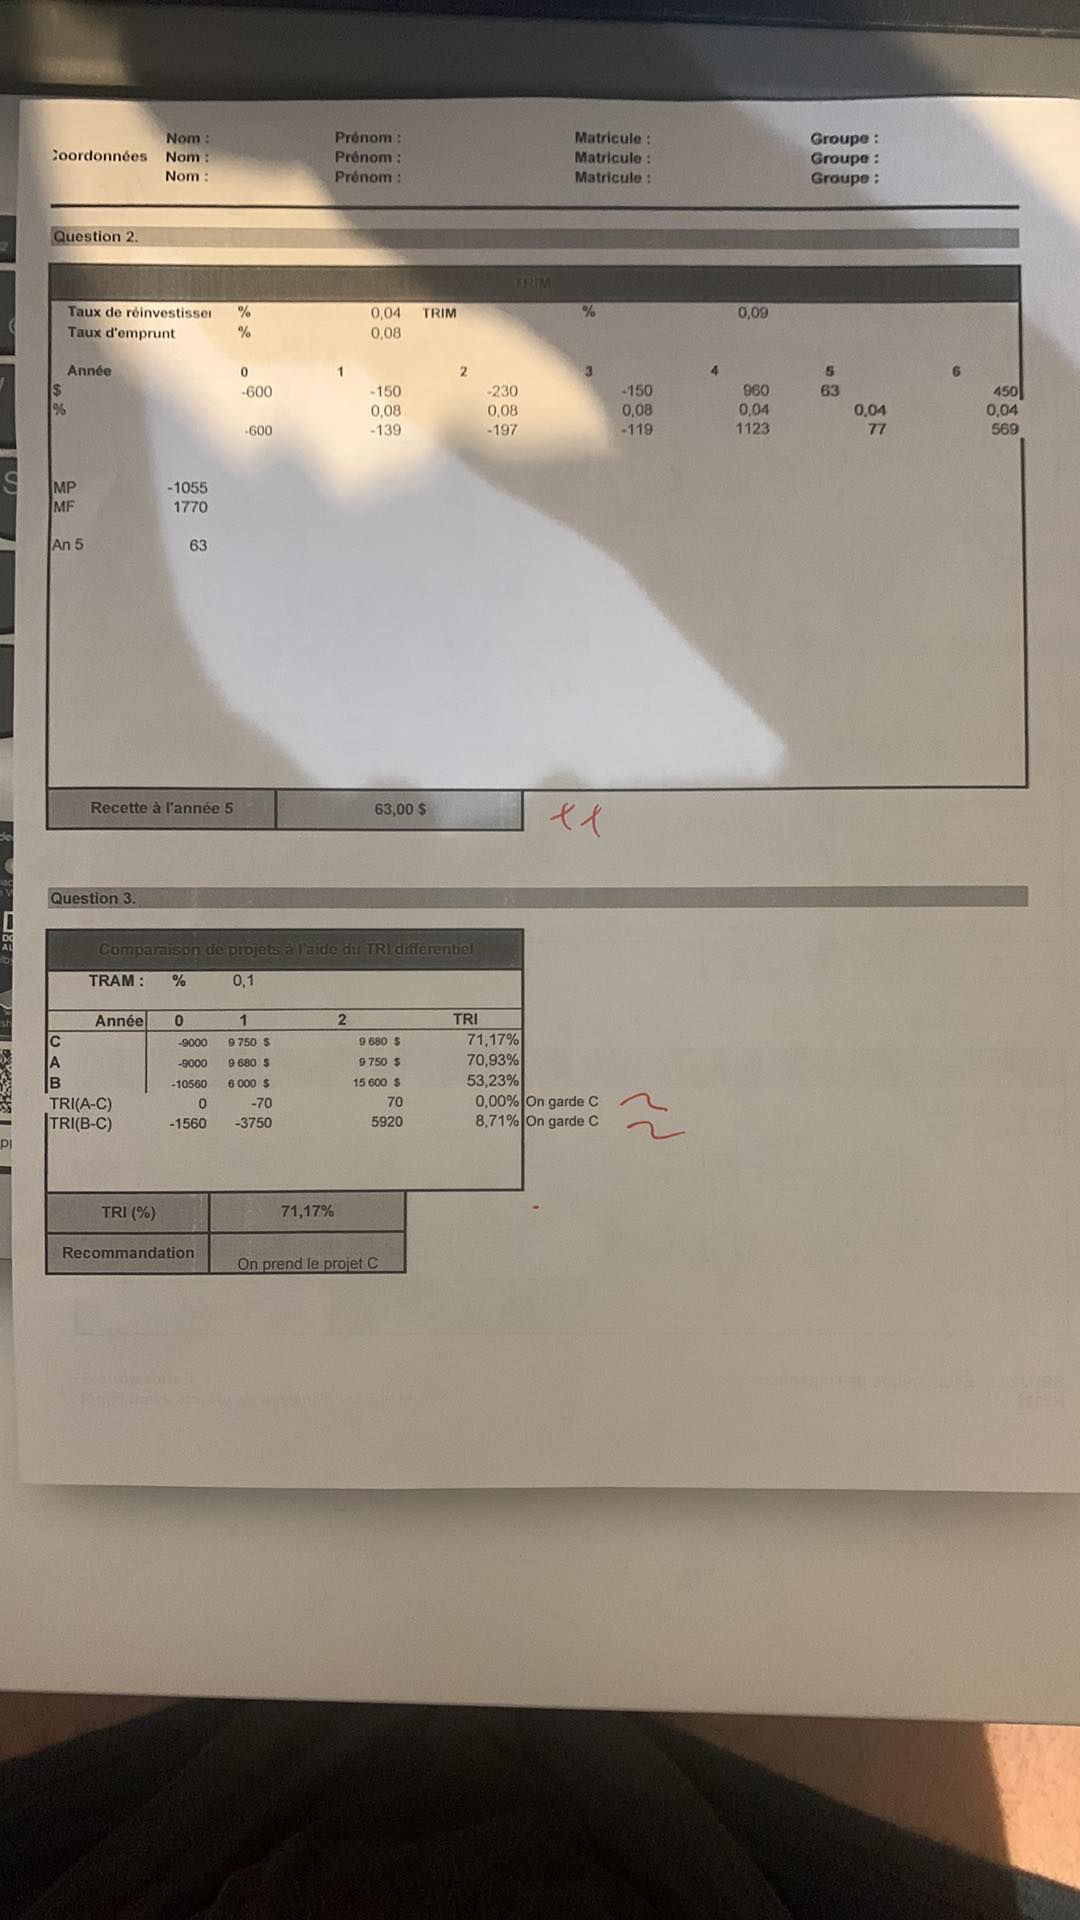 Nom : Prénom : Matricule : Groupe :
Coordonnées Nom : Prénom : Matricule : Groupe :
Nom : Prénom : Matricule : Groupe :
Question 2.
TRIM
Taux de réinvestisser % 0,04 TRIM % 0,09
Taux d'emprunt % 0,08
Année 0 1 2 3 4 5 6
$ -600 -150 -230 -150 960 63 450
% 0,08 0,08 0,08 0,04 0,04 0,04
-600 -139 -197 -119 1123 77 569
MP -1055
MF 1770
An 5 63
Recette à l'année 5 63,00 $
Question 3.
Comparaison de projets à l'aide du TRI différentiel
TRAM : % 0,1
Année 0 1 2 TRI
C -9000 9 750 $ 9 680 $ 71,17%
A -9000 9 680 $ 9 750 $ 70,93%
B -10560 6 000 $ 15 600 $ 53,23%
TRI(A-C) 0 -70 70 0,00% On garde C
TRI(B-C) -1560 -3750 5920 8,71% On garde C
TRI (%) 71,17%
Recommandation On prend le projet C